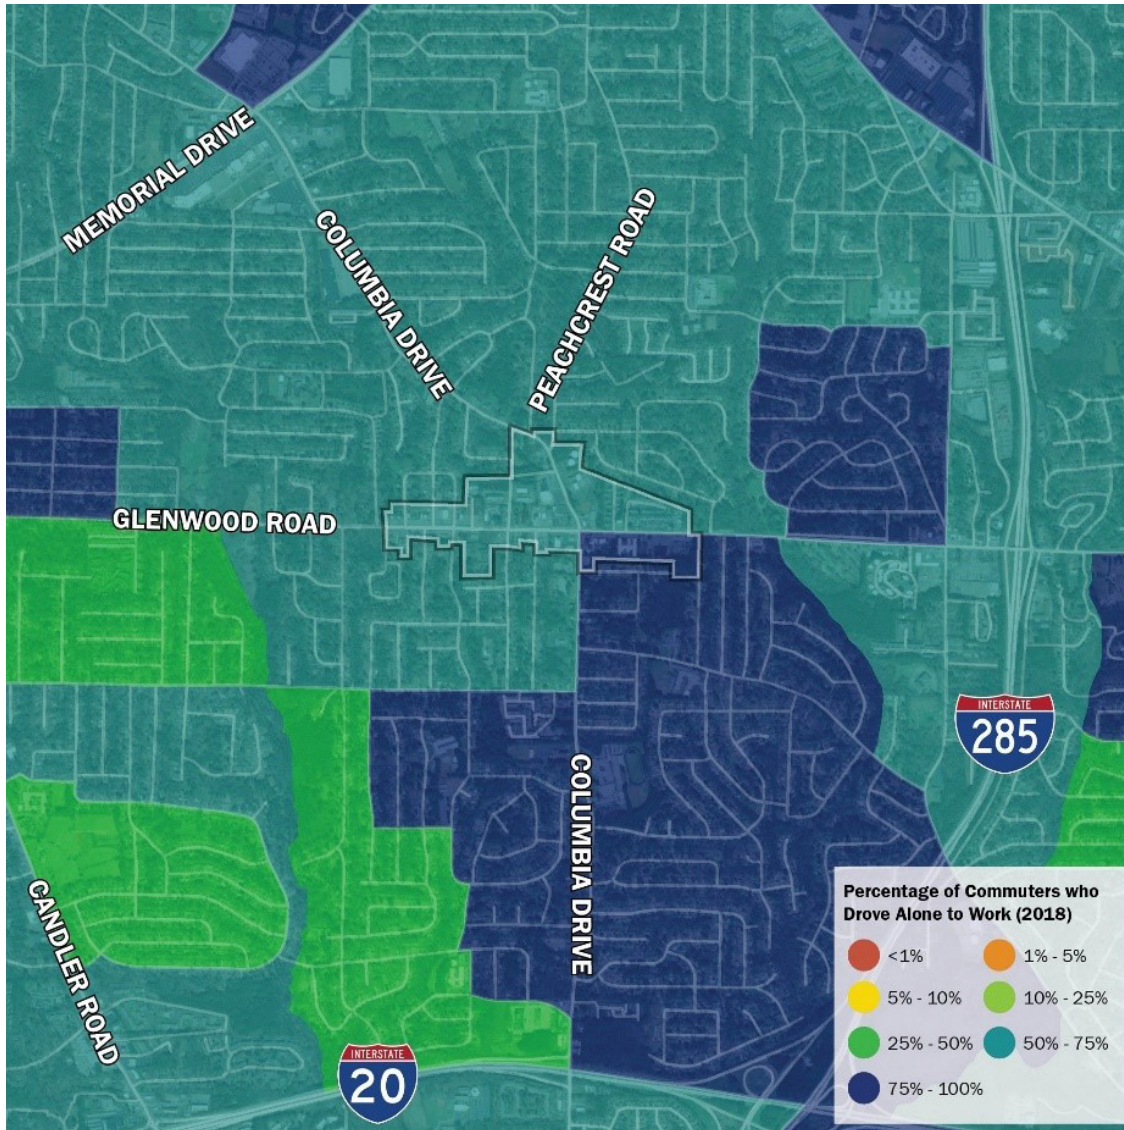 MEMORIAL DRIVE
COLUMBIA DRIVE
PEACHCREST ROAD
GLENWOOD ROAD
INTERSTATE
285
COLUMBIA DRIVE
CANDLER ROAD
INTERSTATE
20
Percentage of Commuters who
Drove Alone to Work (2018)
<1% 1% - 5%
5% - 10% 10% - 25%
25% - 50% 50% - 75%
75% - 100%